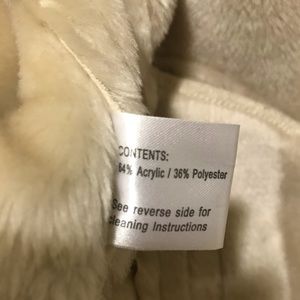 CONTENTS:
64% Acrylic / 36% Polyester
See reverse side for
cleaning Instructions